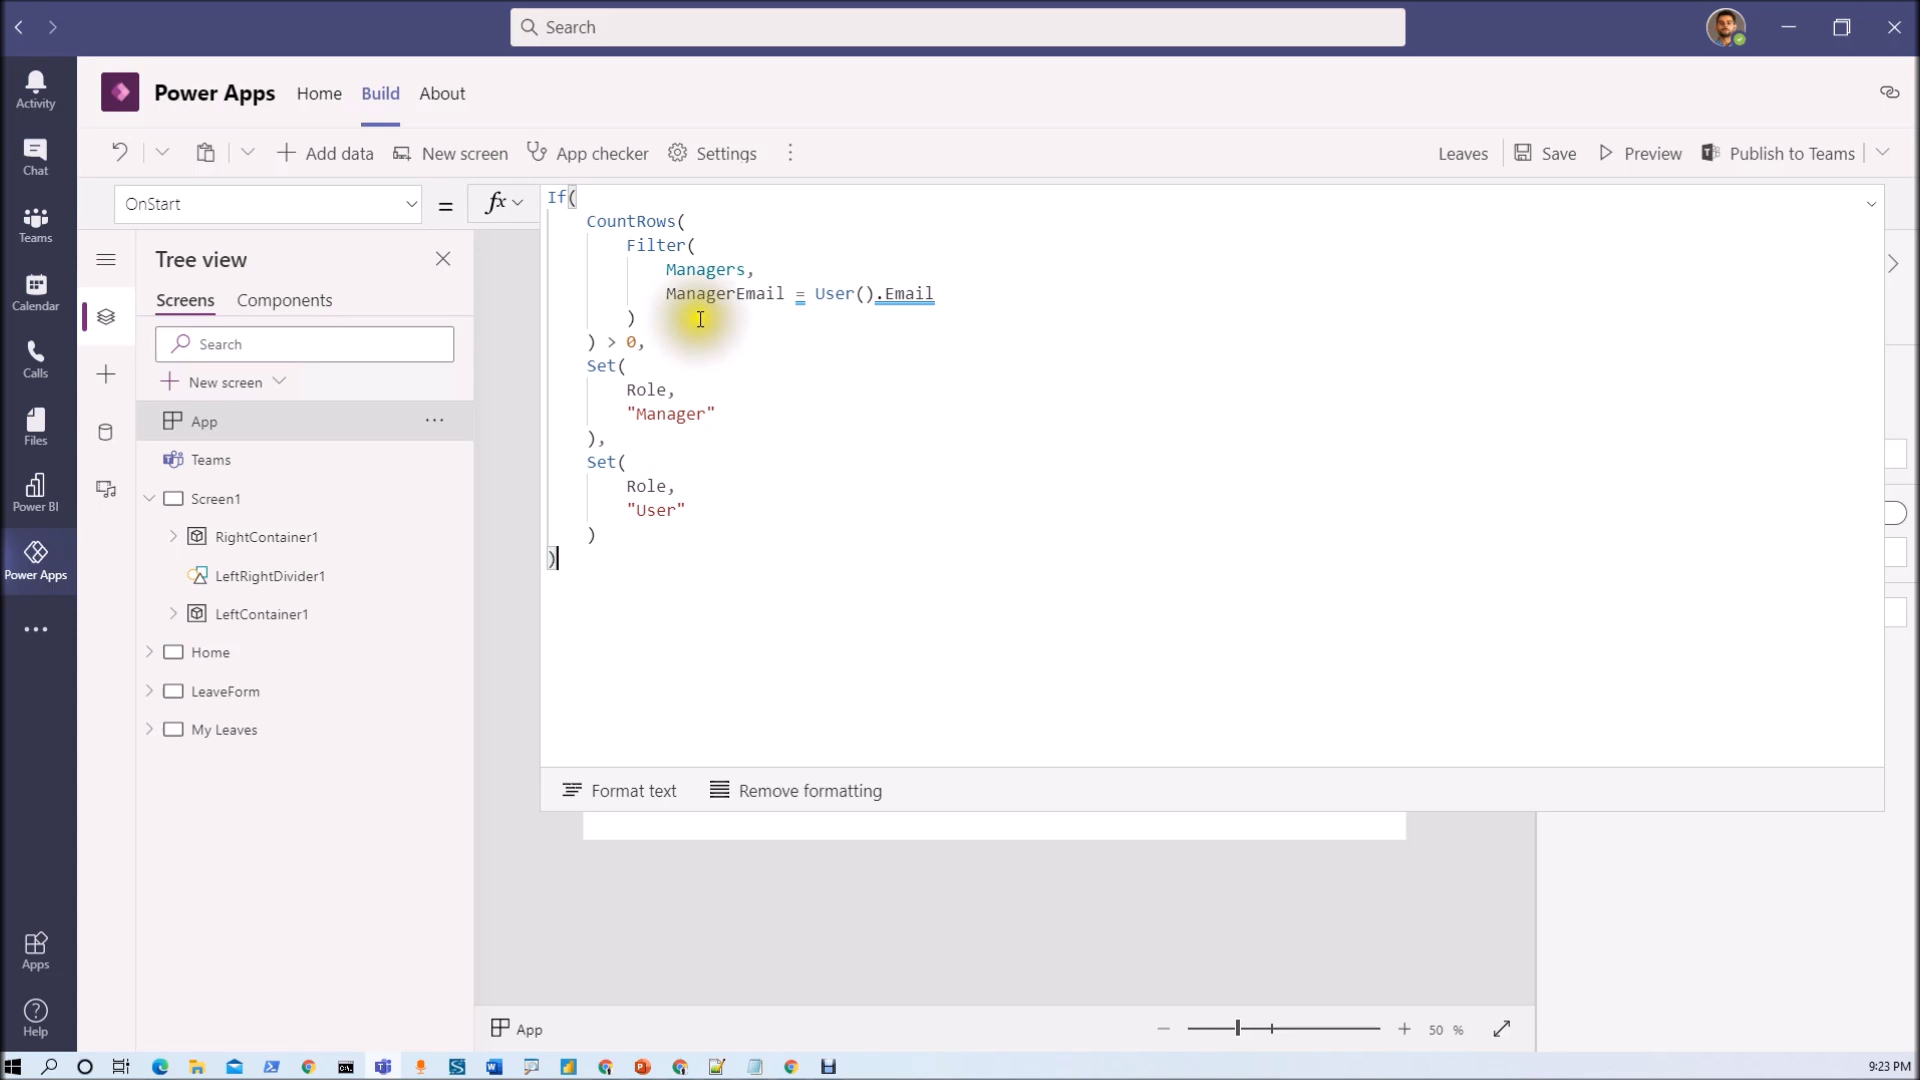 Search
Activity
Chat
Teams
Calendar
Calls
Files
Power BI
Power Apps
Apps
Help
Power Apps Home Build About
Add data New screen App checker Settings Leaves Save Preview Publish to Teams
OnStart = fx
If(
CountRows(
Filter(
Managers,
ManagerEmail = User().Email
)
) > 0,
Set(
Role,
"Manager"
),
Set(
Role,
"User"
)
)
Format text Remove formatting
Tree view
Screens Components
Search
New screen
App
Teams
Screen1
RightContainer1
LeftRightDivider1
LeftContainer1
Home
LeaveForm
My Leaves
App 50 %
9:23 PM